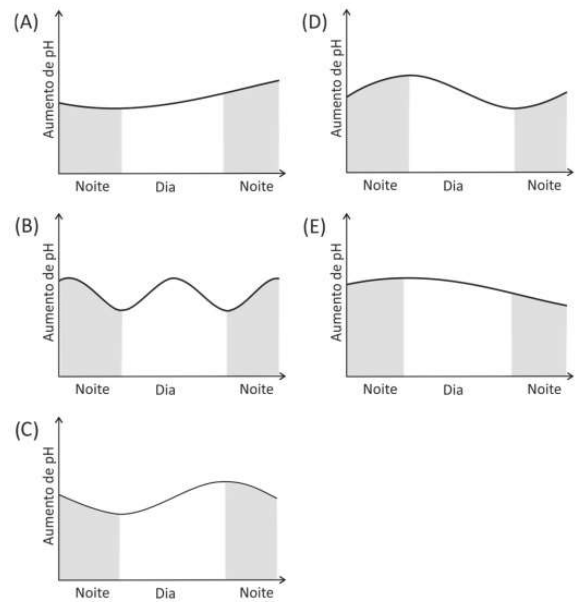 (A)
Aumento de pH
Noite Dia Noite
(B)
Aumento de pH
Noite Dia Noite
(C)
Aumento de pH
Noite Dia Noite
(D)
Aumento de pH
Noite Dia Noite
(E)
Aumento de pH
Noite Dia Noite